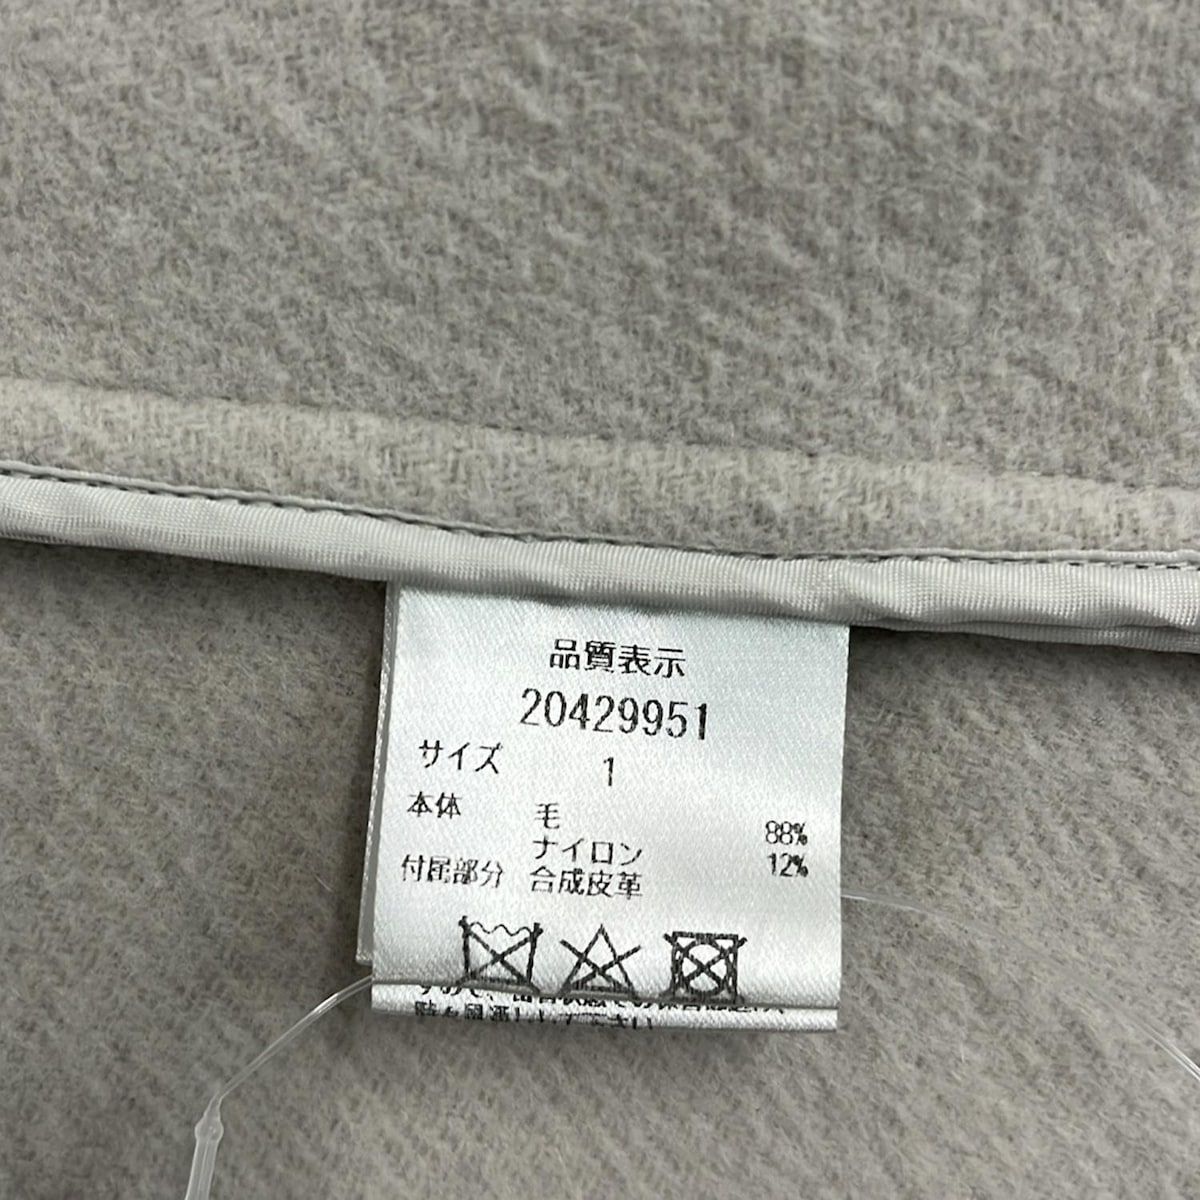 品質表示
20429951
サイズ 1
本体 毛 88%
ナイロン 12%
付属部分 合成皮革